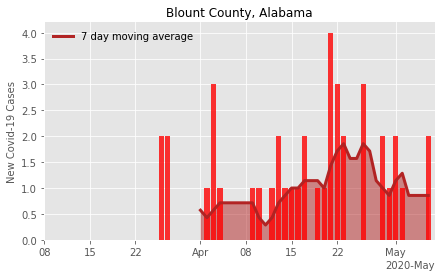 Blount County, Alabama
7 day moving average
New Covid-19 Cases
4.0
3.5
3.0
2.5
2.0
1.5
1.0
0.5
0.0
08 15 22 Apr 08 15 22 May
2020-May